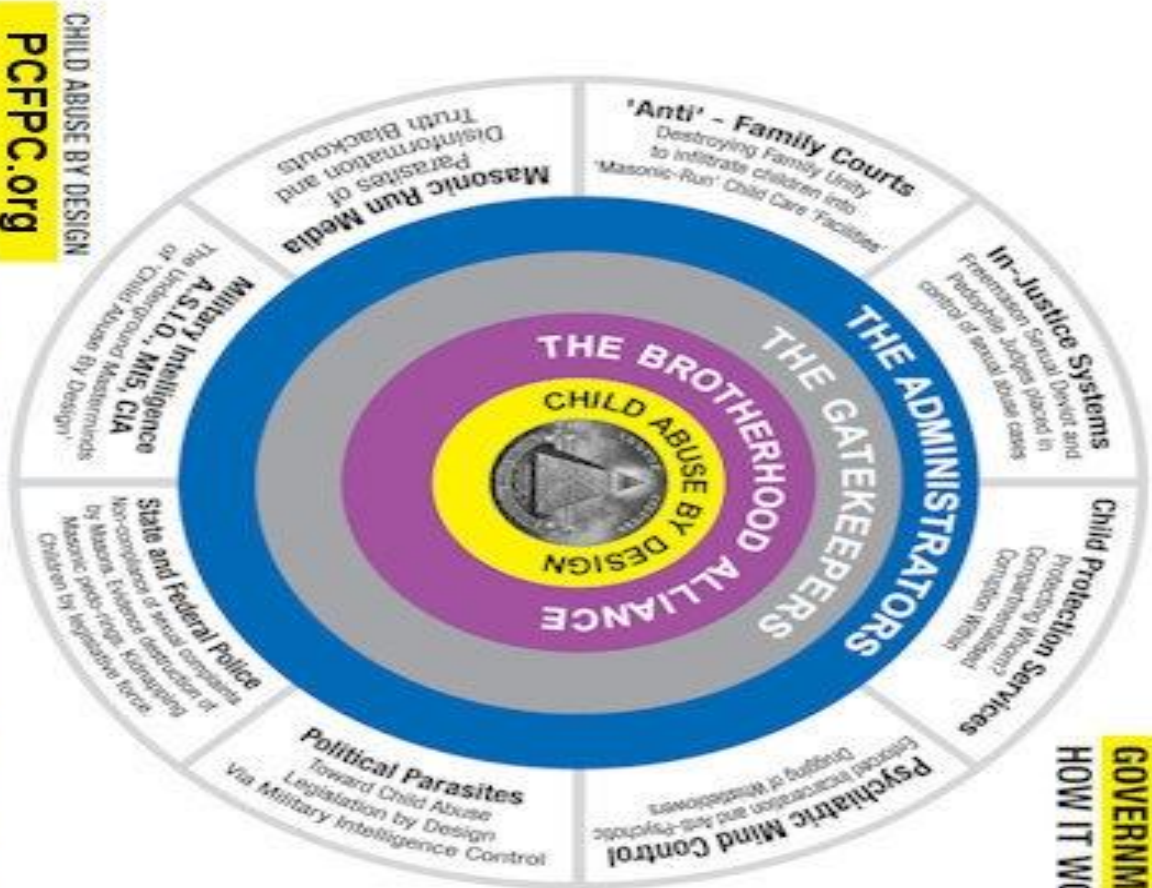 GOVERNM
HOW IT W
THE ADMINISTRATORS
THE GATEKEEPERS
THE BROTHERHOOD ALLIANCE
CHILD ABUSE BY DESIGN
Child Protection Services
Protecting Whom?
Compartmentalised
Corruption Within
Psychiatric Mind Control
Enforced Incarceration and Anti-Psychotic
Drugging of Whistleblowers
Political Parasites
Toward Child Abuse
Legislation by Design
Via Military Intelligence Control
State and Federal Police
Non-compliance of sexual complaints
by Masons. Evidence destruction of
Masonic pedo-rings. Kidnapping
Children by legislative force.
Military Intelligence
A.S.I.O., MI5, CIA
The Underground Masterminds
of 'Child Abuse By Design'
Masonic Run Media
Parasites of
Disinformation and
Truth Blackouts
'Anti' - Family Courts
Destroying Family Unity
to infiltrate children into
'Masonic-Run' Child Care 'Facilities'
In-Justice Systems
Freemason Sexual Deviot and
Pedophile Judges placed in
control of sexual abuse cases
CHILD ABUSE BY DESIGN
PCFPC.org